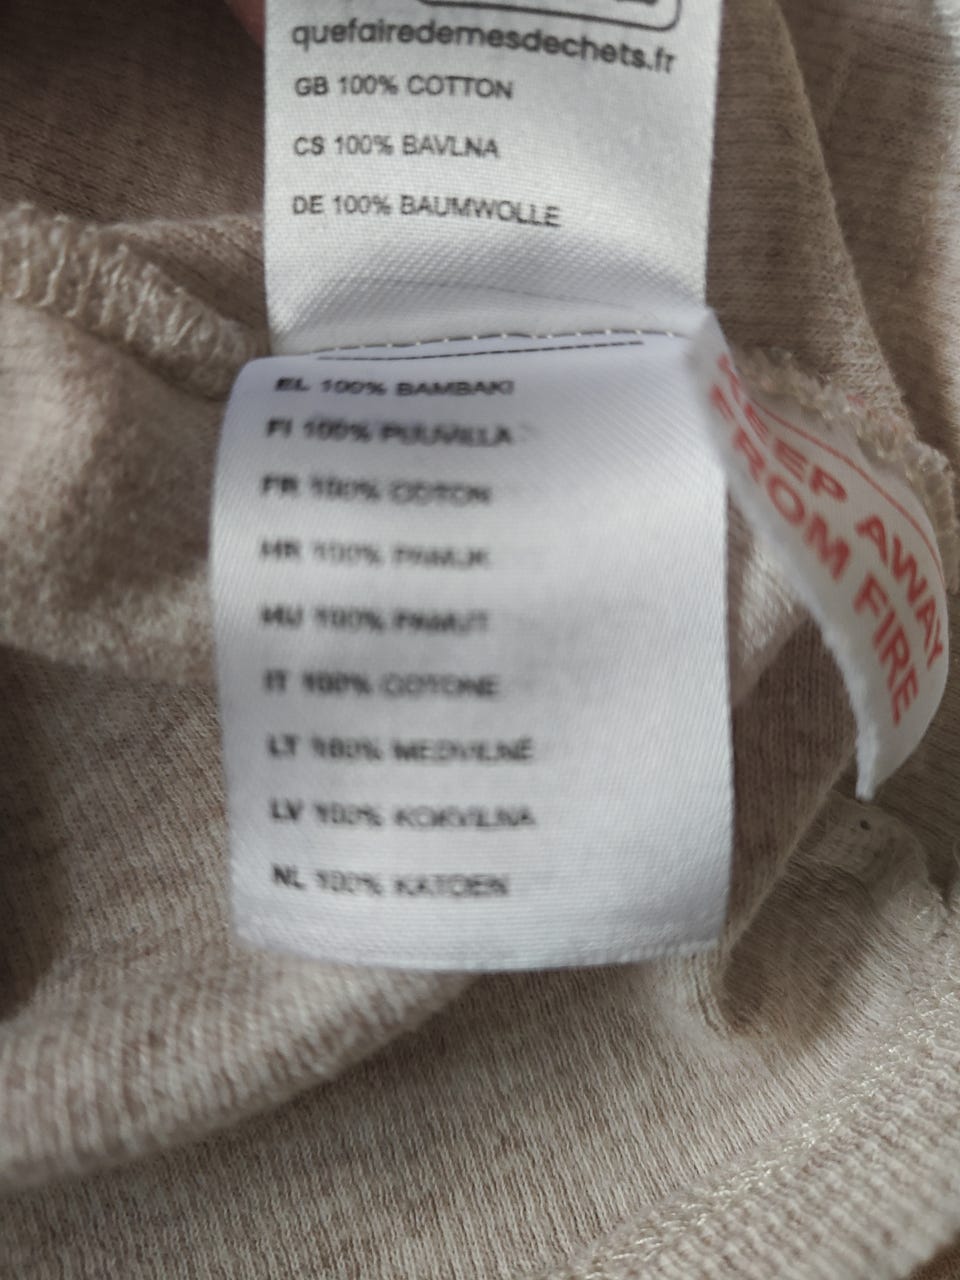 quefairedemesdechets.fr
GB 100% COTTON
CS 100% BAVLNA
DE 100% BAUMWOLLE
EL 100% BAMBAKI
FI 100% PUUVILLA
FR 100% COTON
HR 100% PAMUK
HU 100% PAMUT
IT 100% COTONE
LT 100% MEDVILNĖ
LV 100% KOKVILNA
NL 100% KATOEN
KEEP AWAY
FROM FIRE